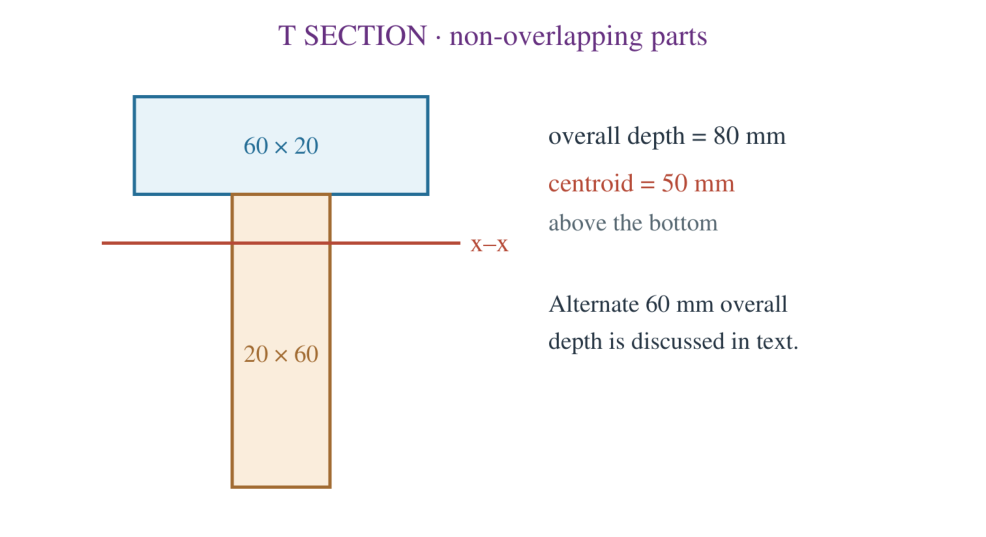 T SECTION · non-overlapping parts
60 × 20
overall depth = 80 mm
centroid = 50 mm
above the bottom
x–x
Alternate 60 mm overall
depth is discussed in text.
20 × 60